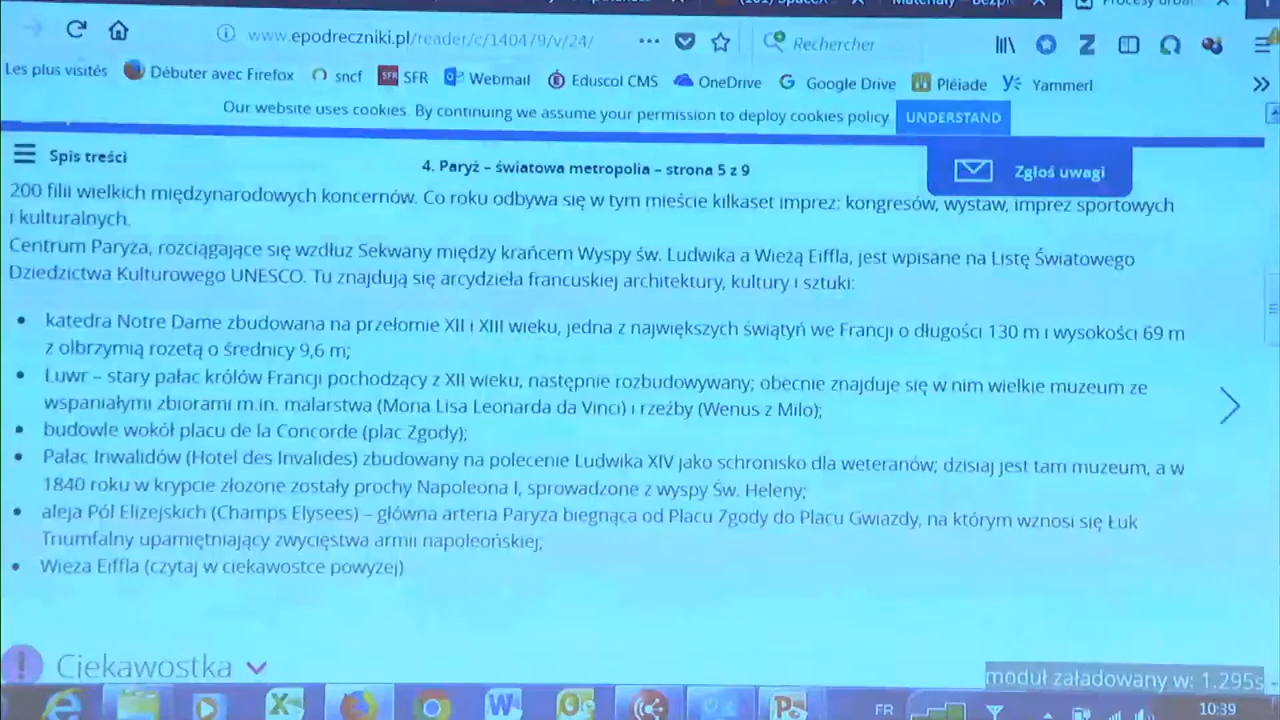 www.epodreczniki.pl/reader/c/140479/v/24/
Rechercher
Les plus visités Débuter avec Firefox sncf SFR SFR Webmail Eduscol CMS OneDrive Google Drive Pléiade Yammerl
Our website uses cookies. By continuing we assume your permission to deploy cookies policy. UNDERSTAND
Spis treści
4. Paryż – światowa metropolia – strona 5 z 9
Zgłoś uwagi
200 filii wielkich międzynarodowych koncernów. Co roku odbywa się w tym mieście kilkaset imprez: kongresów, wystaw, imprez sportowych
i kulturalnych.
Centrum Paryża, rozciągające się wzdłuż Sekwany między krańcem Wyspy św. Ludwika a Wieżą Eiffla, jest wpisane na Listę Światowego
Dziedzictwa Kulturowego UNESCO. Tu znajdują się arcydzieła francuskiej architektury, kultury i sztuki:
• katedra Notre Dame zbudowana na przełomie XII i XIII wieku, jedna z największych świątyń we Francji o długości 130 m i wysokości 69 m
z olbrzymią rozetą o średnicy 9,6 m;
• Luwr – stary pałac królów Francji pochodzący z XII wieku, następnie rozbudowywany; obecnie znajduje się w nim wielkie muzeum ze
wspaniałymi zbiorami m.in. malarstwa (Mona Lisa Leonarda da Vinci) i rzeźby (Wenus z Milo);
• budowle wokół placu de la Concorde (plac Zgody);
• Pałac Inwalidów (Hotel des Invalides) zbudowany na polecenie Ludwika XIV jako schronisko dla weteranów; dzisiaj jest tam muzeum, a w
1840 roku w krypcie złożone zostały prochy Napoleona I, sprowadzone z wyspy Św. Heleny;
• aleja Pól Elizejskich (Champs Elysees) – główna arteria Paryża biegnąca od Placu Zgody do Placu Gwiazdy, na którym wznosi się Łuk
Triumfalny upamiętniający zwycięstwa armii napoleońskiej;
• Wieża Eiffla (czytaj w ciekawostce powyżej)
Ciekawostka
moduł załadowany w: 1.295s
FR
10:39